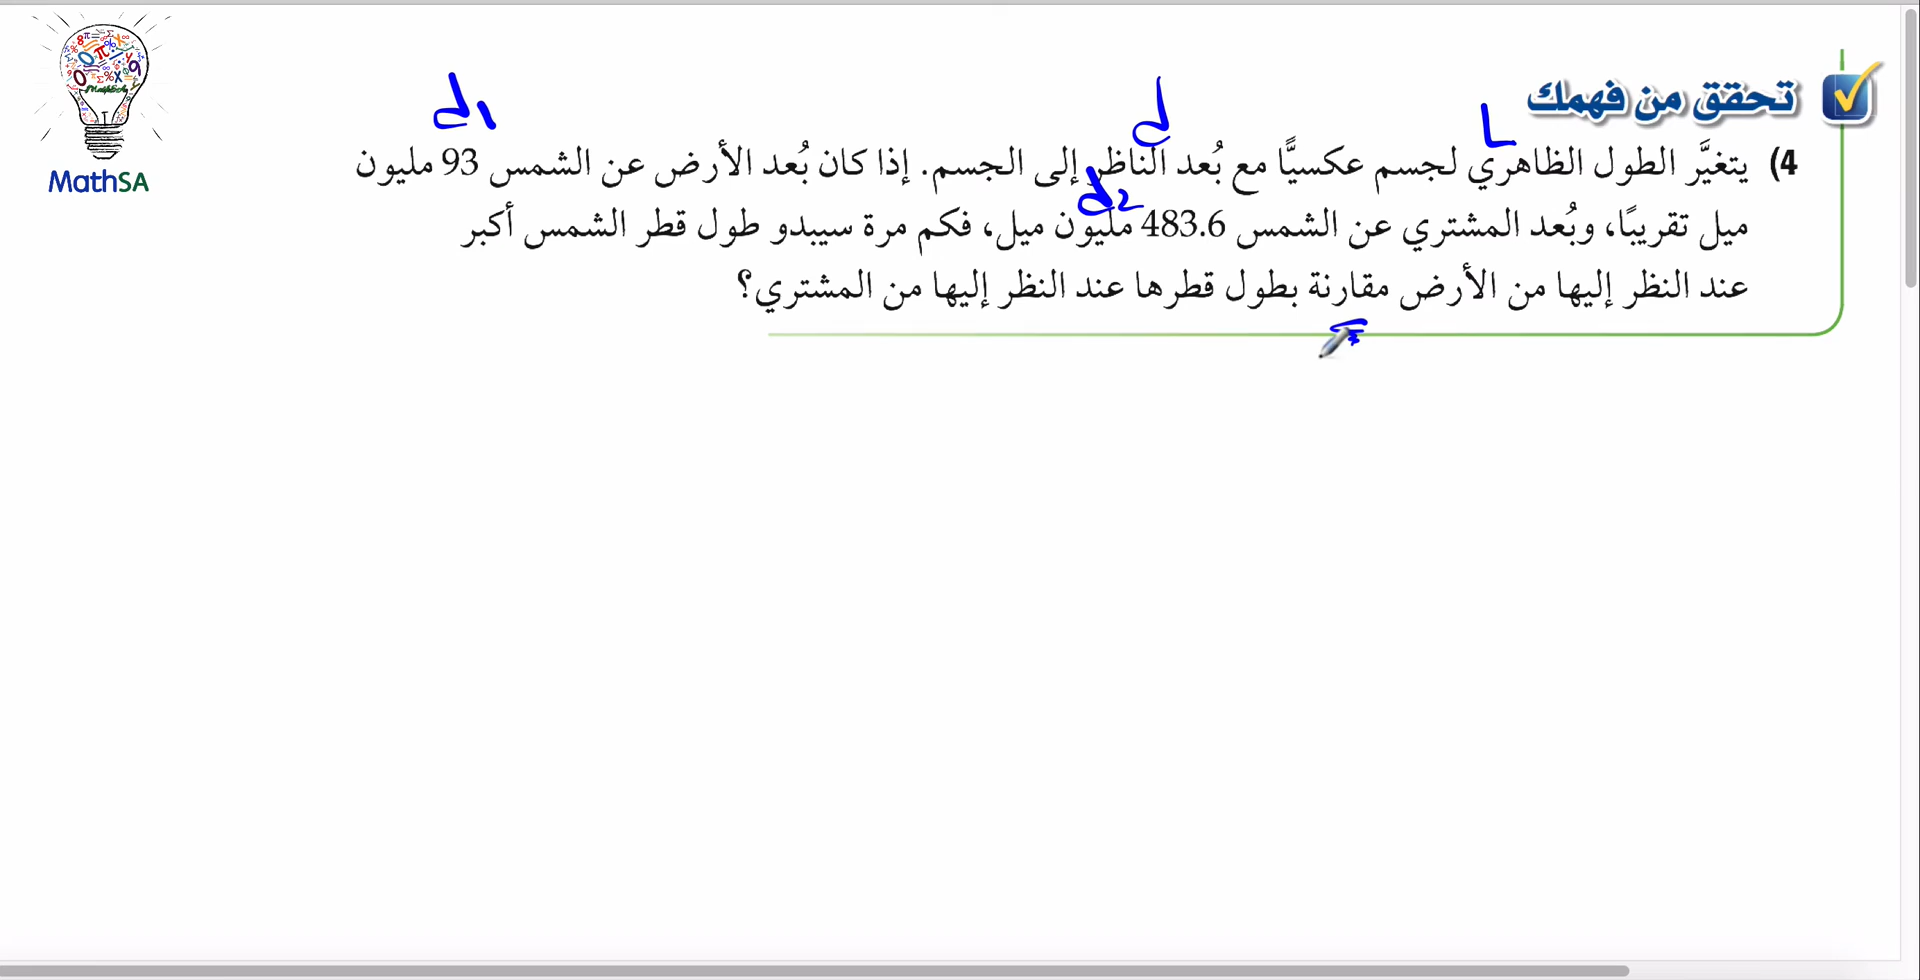 MathSA
تحقق من فهمك
d1
d
L
4) يتغيَّر الطول الظاهري لجسم عكسيًّا مع بُعد الناظر إلى الجسم. إذا كان بُعد الأرض عن الشمس 93 مليون
d2
ميل تقريبًا، وبُعد المشتري عن الشمس 483.6 مليون ميل، فكم مرة سيبدو طول قطر الشمس أكبر
عند النظر إليها من الأرض مقارنة بطول قطرها عند النظر إليها من المشتري؟